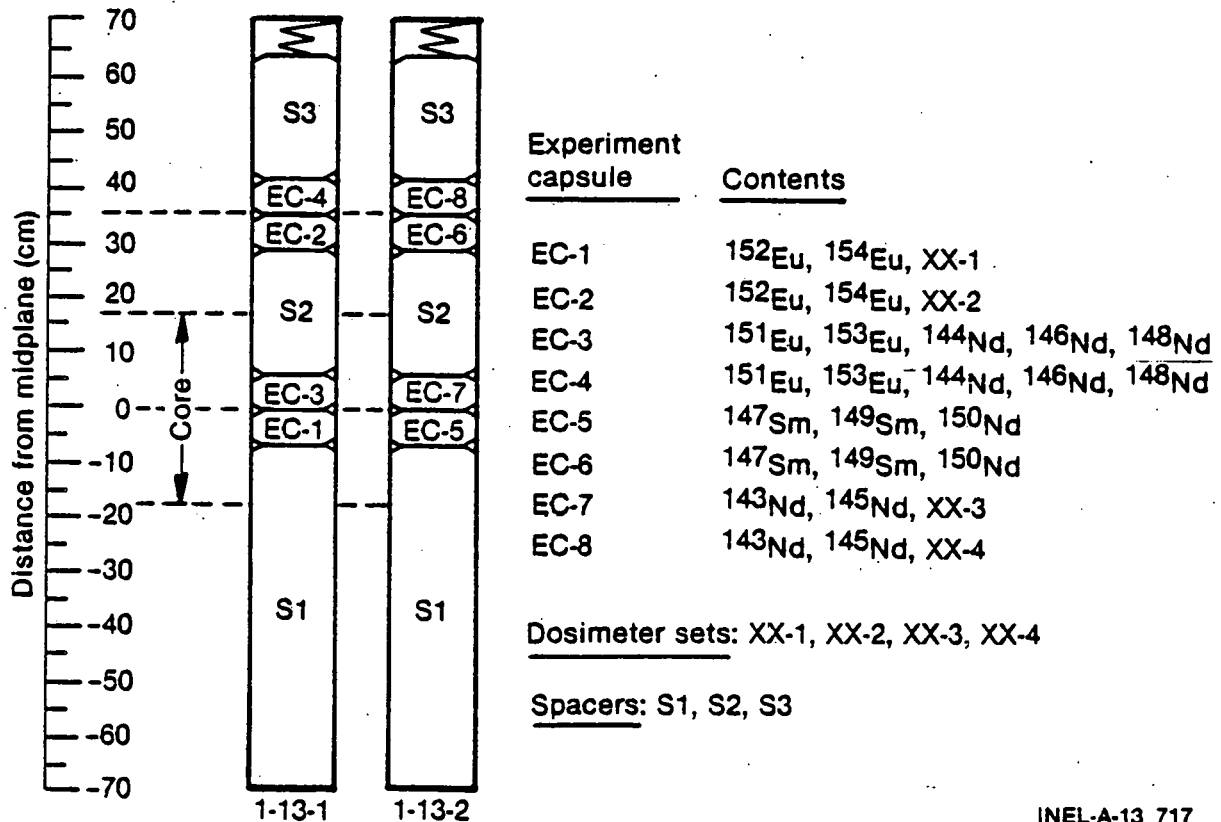 Distance from midplane (cm)
70
60
50
40
30
20
10
0
-10
-20
-30
-40
-50
-60
-70
Core
S3
EC-4
EC-2
S2
EC-3
EC-1
S1
1-13-1
S3
EC-8
EC-6
S2
EC-7
EC-5
S1
1-13-2
Experiment
capsule Contents
EC-1 152Eu, 154Eu, XX-1
EC-2 152Eu, 154Eu, XX-2
EC-3 151Eu, 153Eu, 144Nd, 146Nd, 148Nd
EC-4 151Eu, 153Eu, 144Nd, 146Nd, 148Nd
EC-5 147Sm, 149Sm, 150Nd
EC-6 147Sm, 149Sm, 150Nd
EC-7 143Nd, 145Nd, XX-3
EC-8 143Nd, 145Nd, XX-4
Dosimeter sets: XX-1, XX-2, XX-3, XX-4
Spacers: S1, S2, S3
INEL-A-13 717